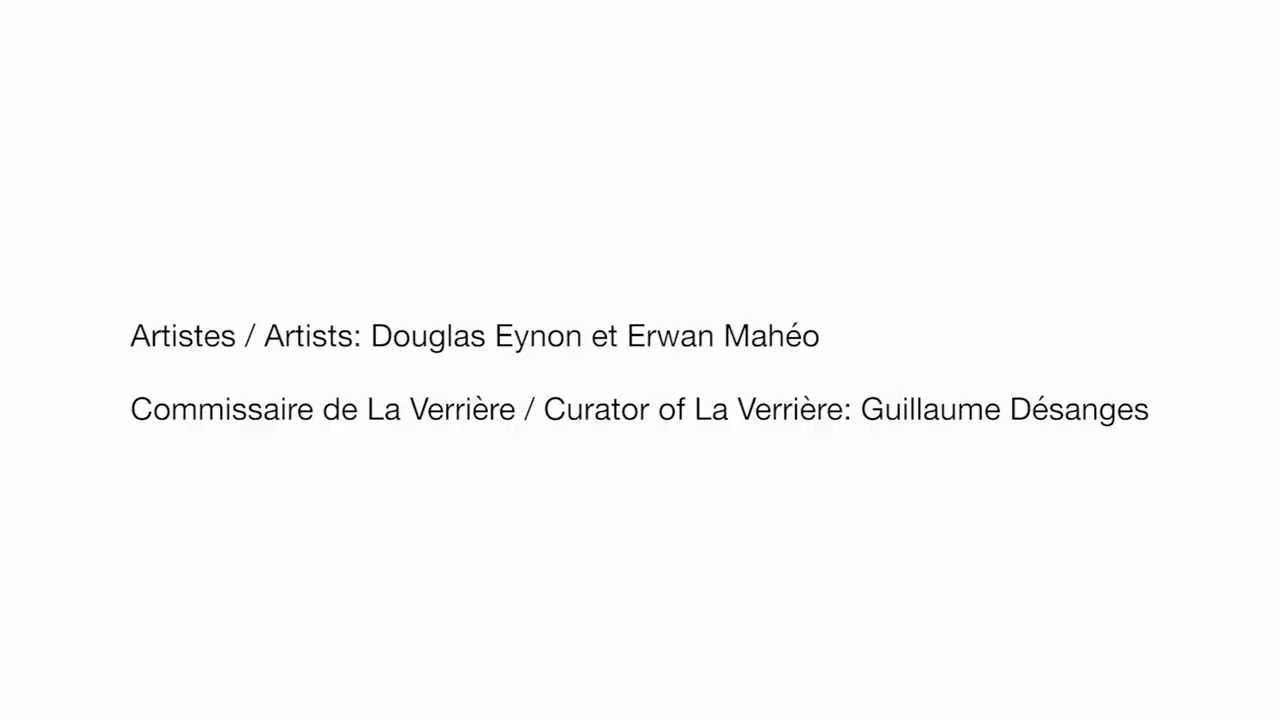 Artistes / Artists: Douglas Eynon et Erwan Mahéo
Commissaire de La Verrière / Curator of La Verrière: Guillaume Désanges